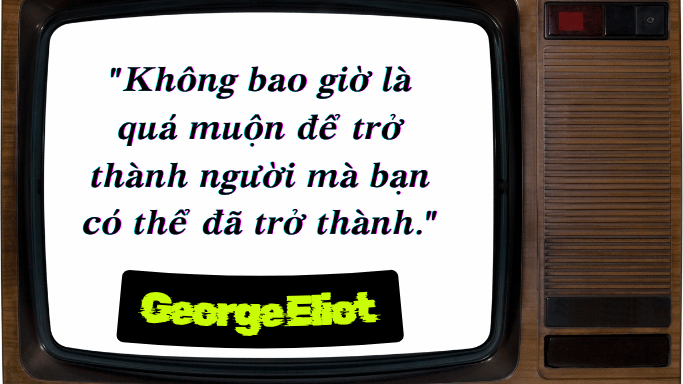 "Không bao giờ là
quá muộn để trở
thành người mà bạn
có thể đã trở thành."
George Eliot